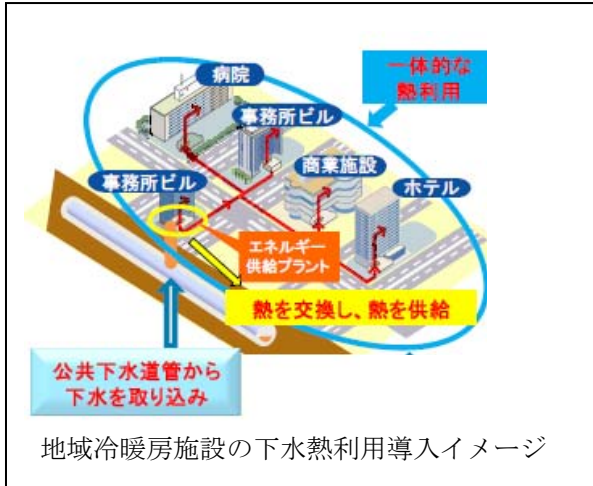 病院
一体的な
熱利用
事務所ビル
商業施設
事務所ビル
ホテル
エネルギー
供給プラント
熱を交換し、熱を供給
公共下水道管から
下水を取り込み
地域冷暖房施設の下水熱利用導入イメージ